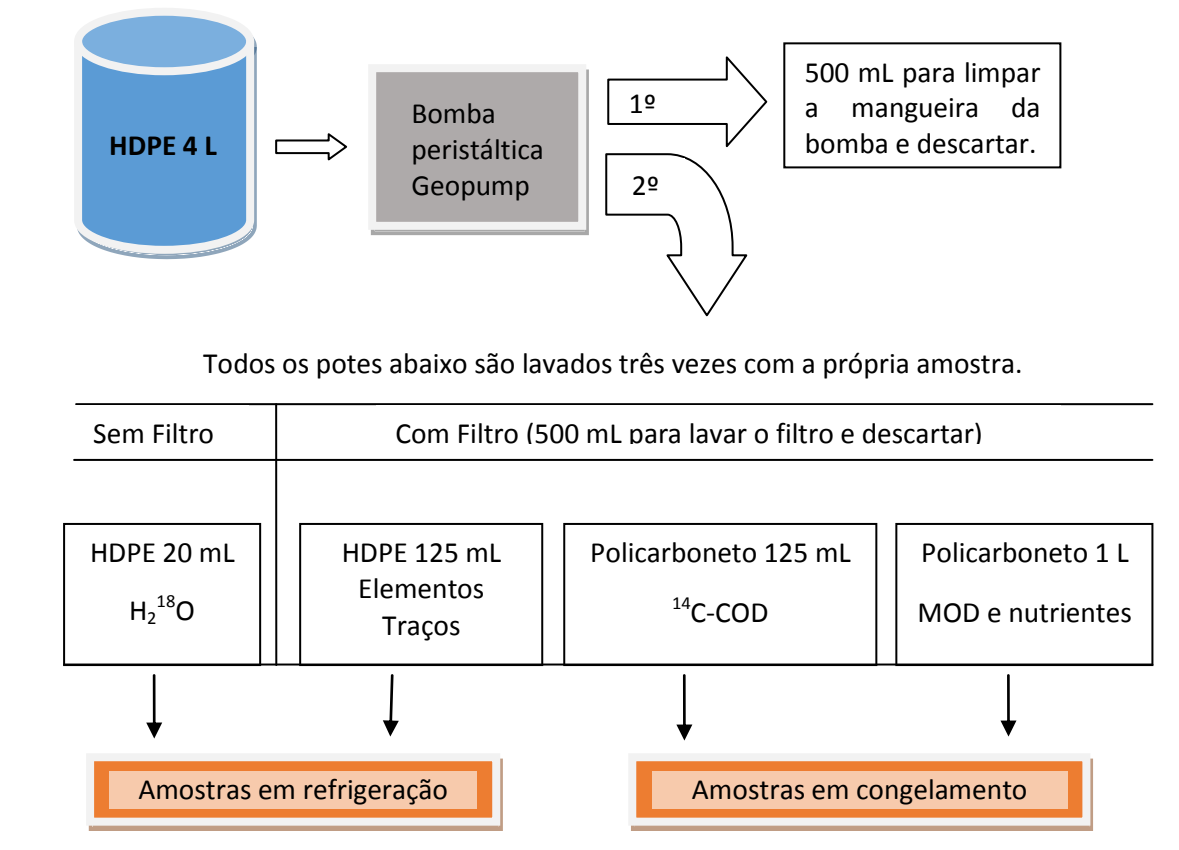 HDPE 4 L
Bomba
peristáltica
Geopump
1º
500 mL para limpar
a mangueira da
bomba e descartar.
2º
Todos os potes abaixo são lavados três vezes com a própria amostra.
Sem Filtro
Com Filtro (500 mL para lavar o filtro e descartar)
HDPE 20 mL
H₂¹⁸O
HDPE 125 mL
Elementos
Traços
Policarboneto 125 mL
¹⁴C-COD
Policarboneto 1 L
MOD e nutrientes
Amostras em refrigeração
Amostras em congelamento